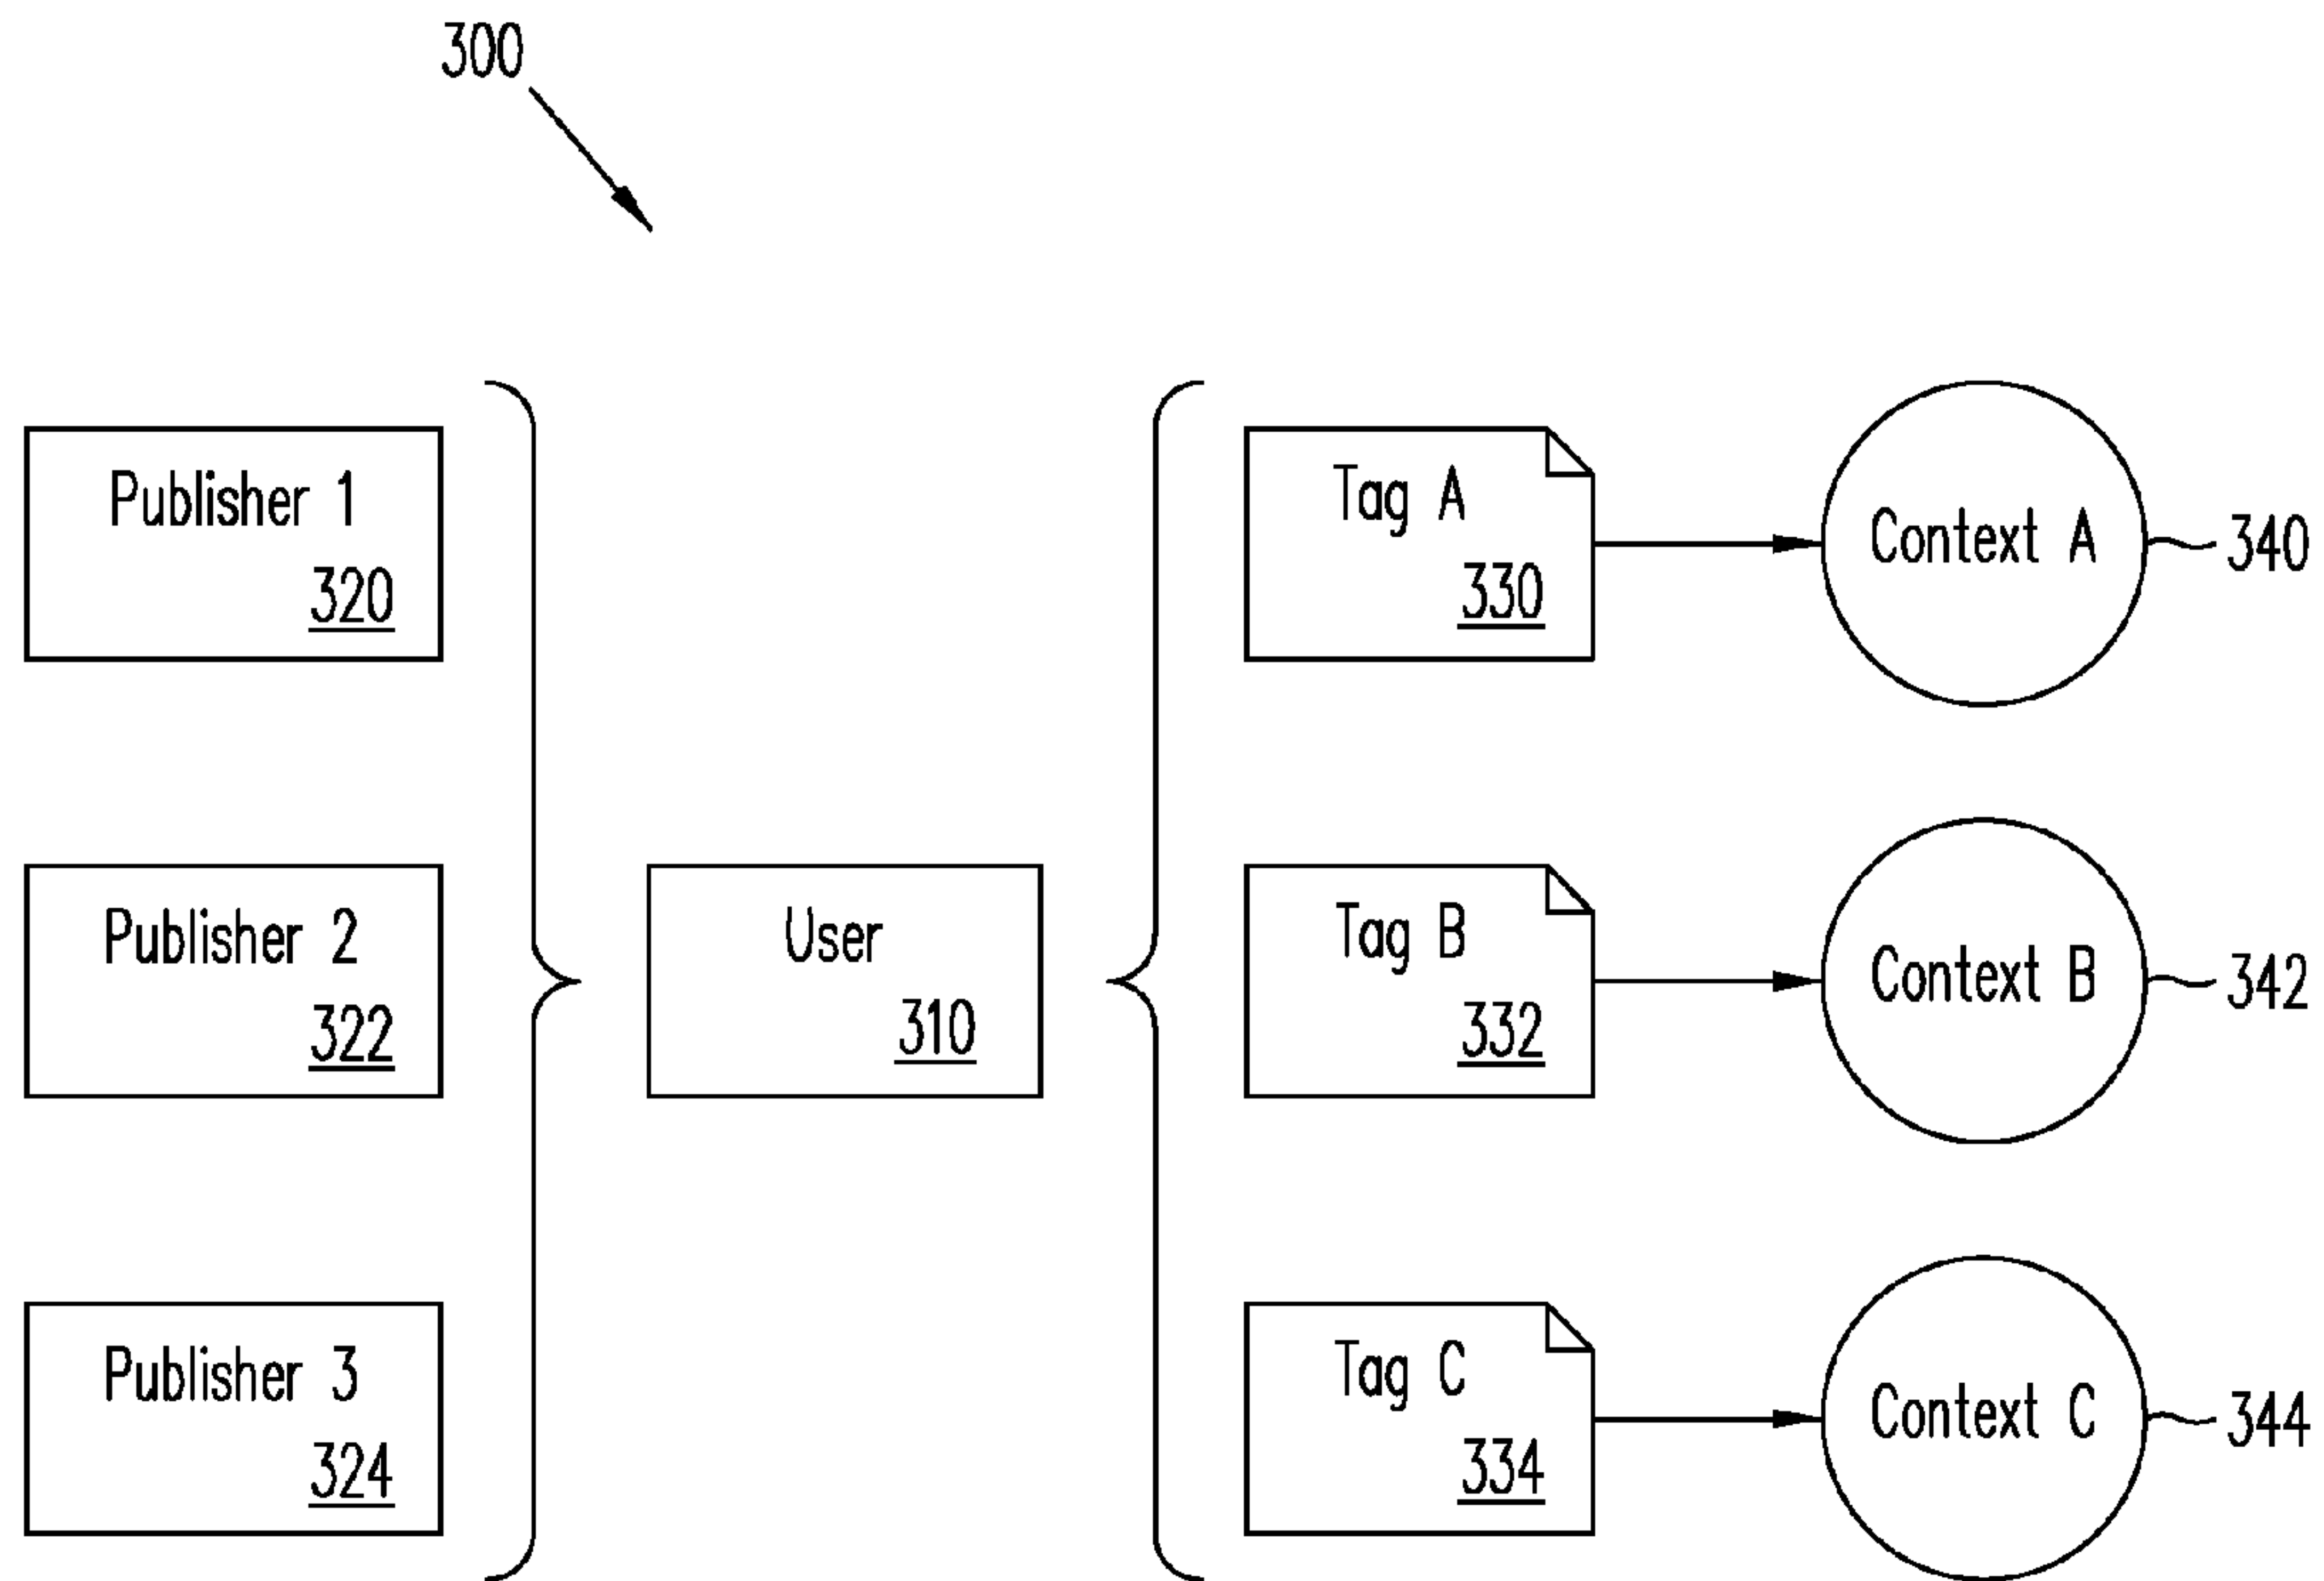 300
Publisher 1
320
Tag A
330
Context A
340
Publisher 2
322
User
310
Tag B
332
Context B
342
Publisher 3
324
Tag C
334
Context C
344